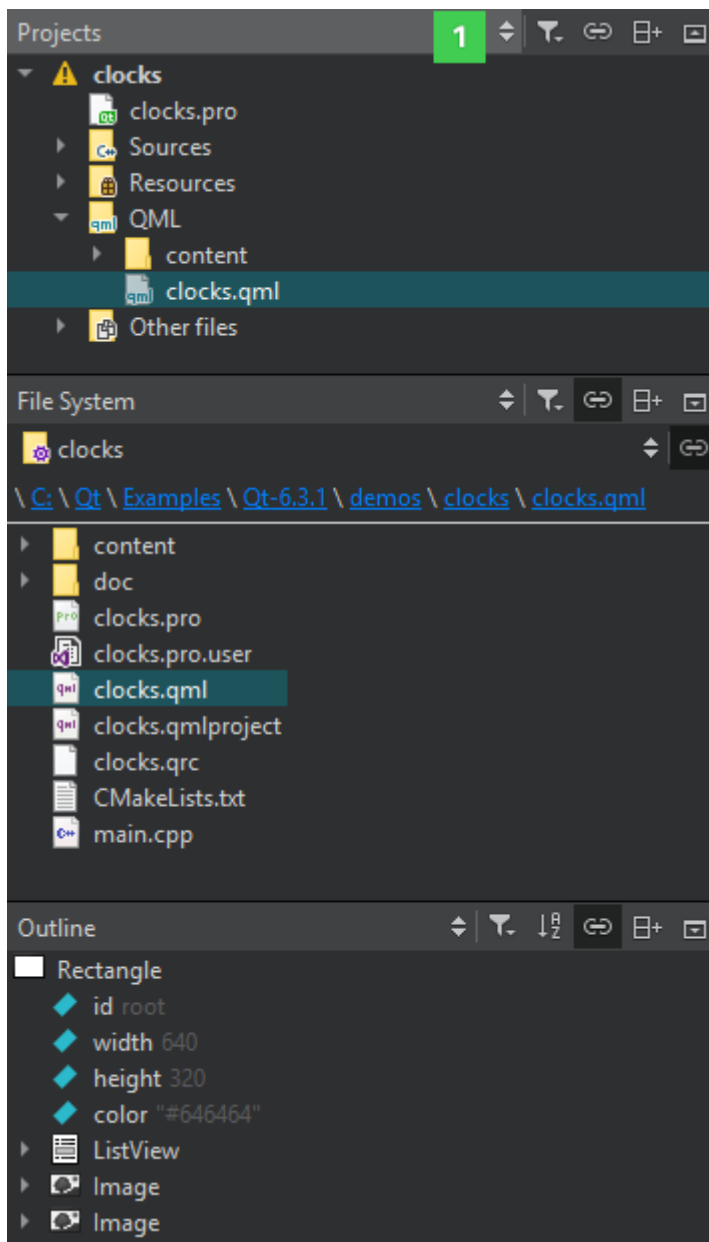 Projects 1
clocks
clocks.pro
Sources
Resources
QML
content
clocks.qml
Other files
File System
clocks
\ C: \ Qt \ Examples \ Qt-6.3.1 \ demos \ clocks \ clocks.qml
content
doc
clocks.pro
clocks.pro.user
clocks.qml
clocks.qmlproject
clocks.qrc
CMakeLists.txt
main.cpp
Outline
Rectangle
id root
width 640
height 320
color "#646464"
ListView
Image
Image